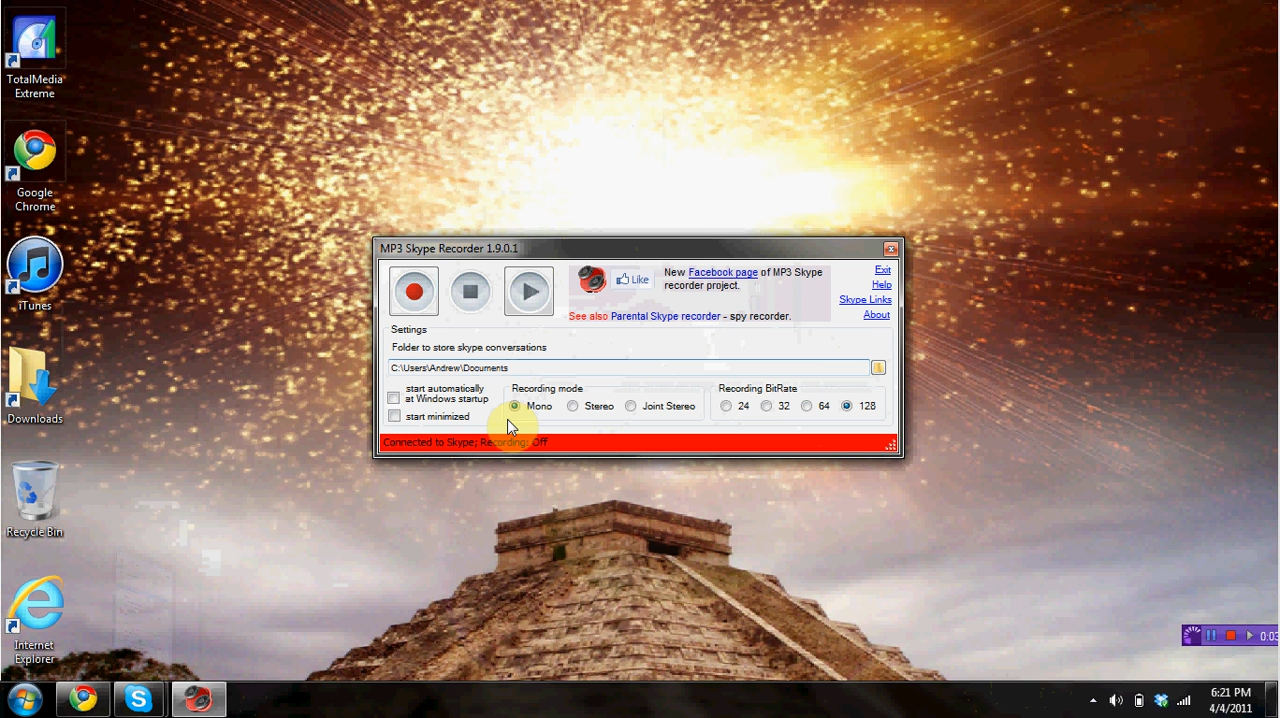 TotalMedia
Extreme
Google
Chrome
iTunes
Downloads
Recycle Bin
Internet
Explorer
MP3 Skype Recorder 1.9.0.1
Like
New Facebook page of MP3 Skype
recorder project.
See also Parental Skype recorder - spy recorder.
Exit
Help
Skype Links
About
Settings
Folder to store skype conversations
C:\Users\Andrew\Documents
start automatically
at Windows startup
start minimized
Recording mode
Mono Stereo Joint Stereo
Recording BitRate
24 32 64 128
Connected to Skype; Recording: Off
0:03
6:21 PM
4/4/2011